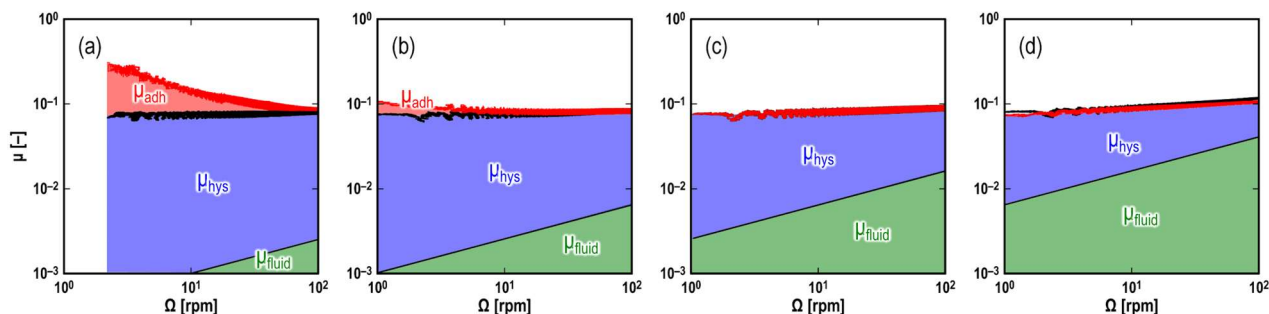 (a)
(b)
(c)
(d)
μ [–]
10⁰
10⁻¹
10⁻²
10⁻³
μadh
μhys
μfluid
10⁰ 10¹ 10²
Ω [rpm]
10⁰
10⁻¹
10⁻²
10⁻³
μadh
μhys
μfluid
10⁰ 10¹ 10²
Ω [rpm]
10⁰
10⁻¹
10⁻²
10⁻³
μhys
μfluid
10⁰ 10¹ 10²
Ω [rpm]
10⁰
10⁻¹
10⁻²
10⁻³
μhys
μfluid
10⁰ 10¹ 10²
Ω [rpm]